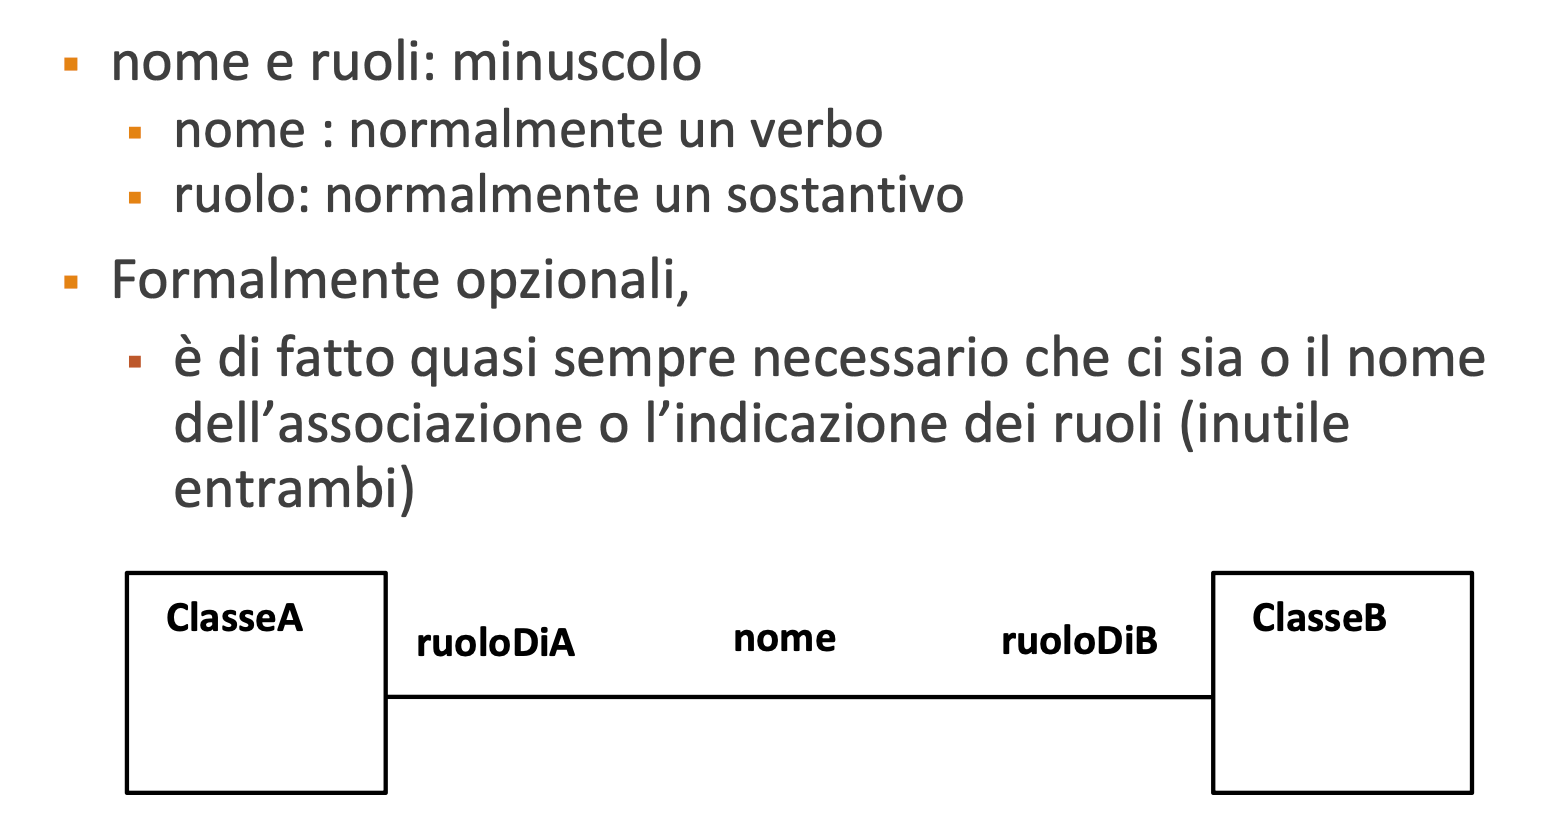 nome e ruoli: minuscolo
nome : normalmente un verbo
ruolo: normalmente un sostantivo
Formalmente opzionali,
è di fatto quasi sempre necessario che ci sia o il nome
dell’associazione o l’indicazione dei ruoli (inutile
entrambi)
ClasseA
ruoloDiA
nome
ruoloDiB
ClasseB